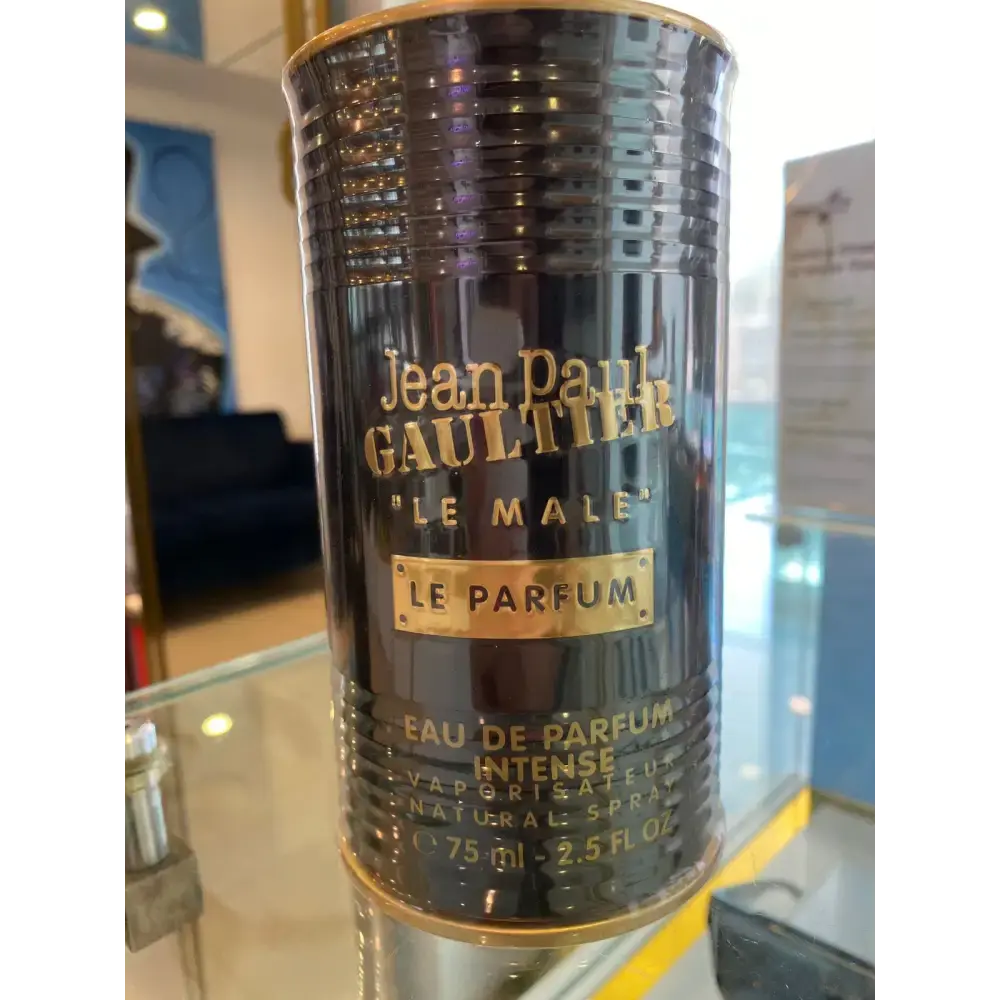 Jean Paul
GAULTIER
"LE MALE"
LE PARFUM
EAU DE PARFUM
INTENSE
VAPORISATEUR
NATURAL SPRAY
℮ 75 ml - 2.5 FL OZ